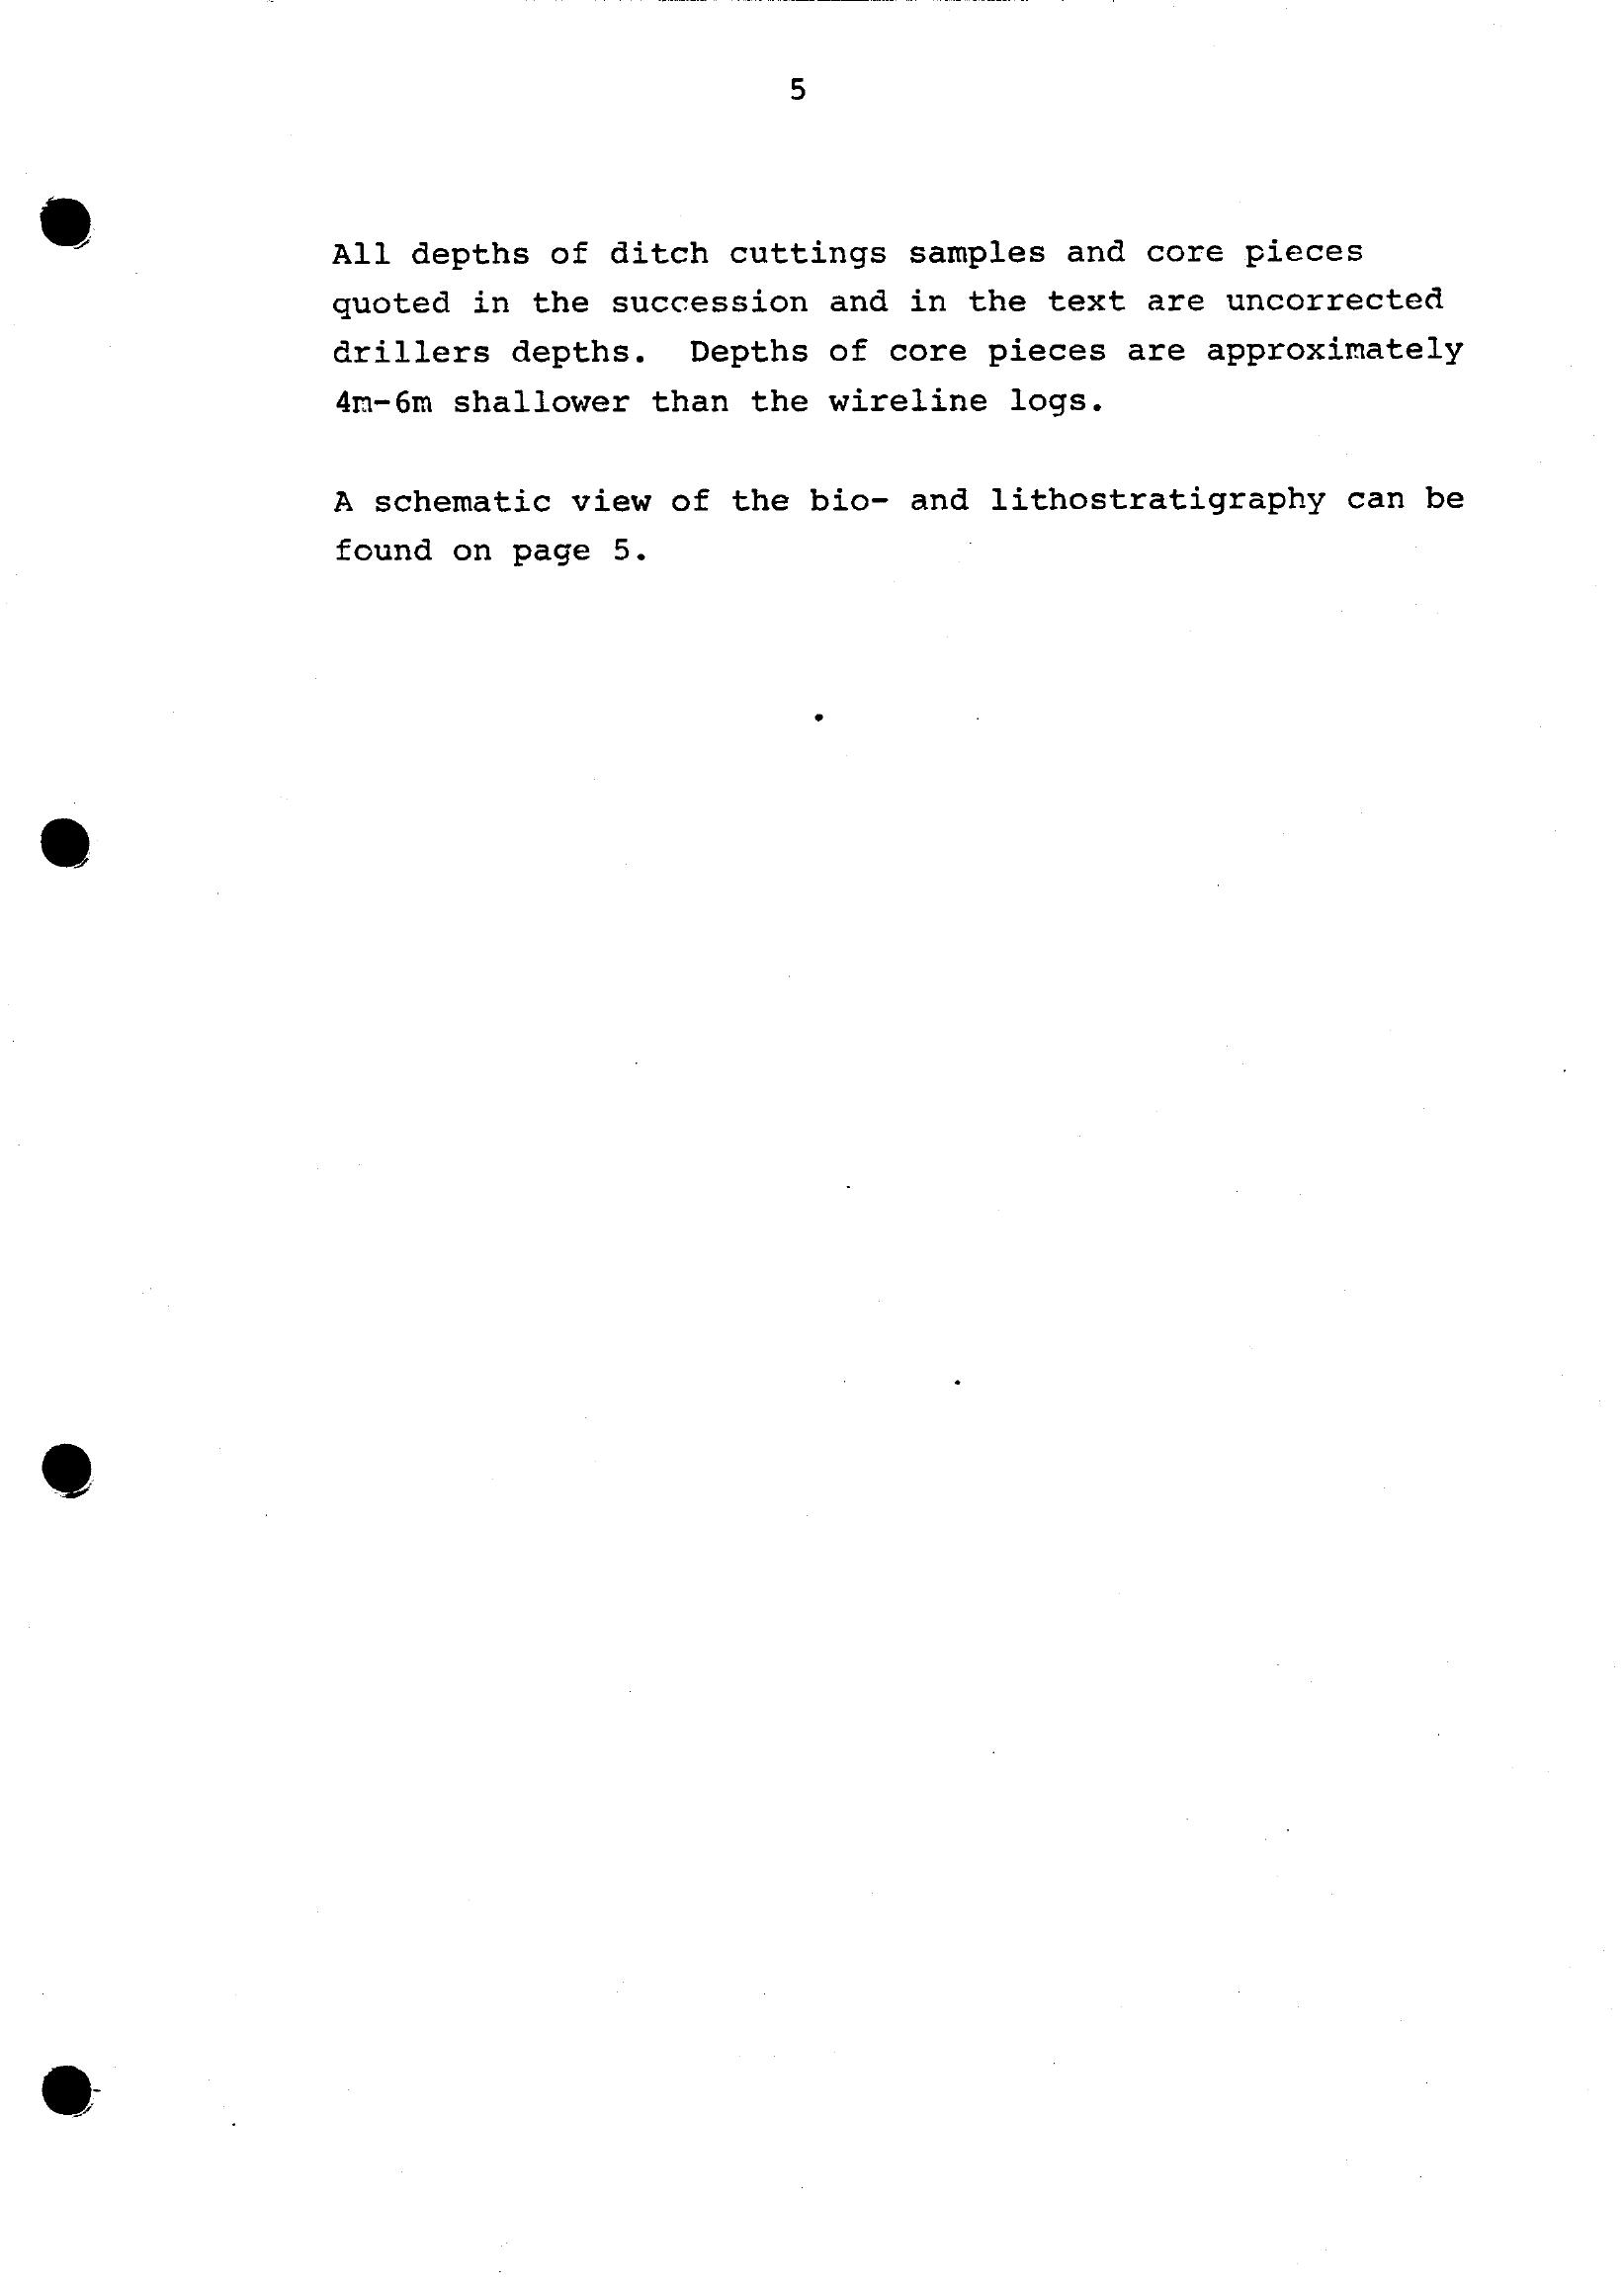 5
All depths of ditch cuttings samples and core pieces
quoted in the succession and in the text are uncorrected
drillers depths. Depths of core pieces are approximately
4m-6m shallower than the wireline logs.
A schematic view of the bio- and lithostratigraphy can be
found on page 5.